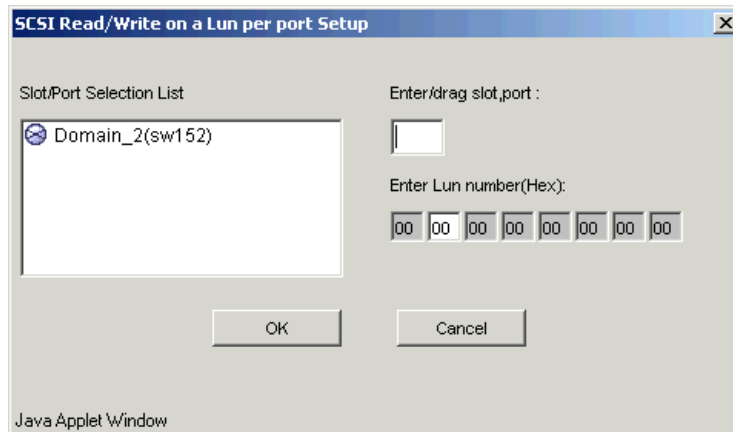 SCSI Read/Write on a Lun per port Setup
Slot/Port Selection List
Domain_2(sw152)
Enter/drag slot,port :
Enter Lun number(Hex):
00 00 00 00 00 00 00 00
OK
Cancel
Java Applet Window